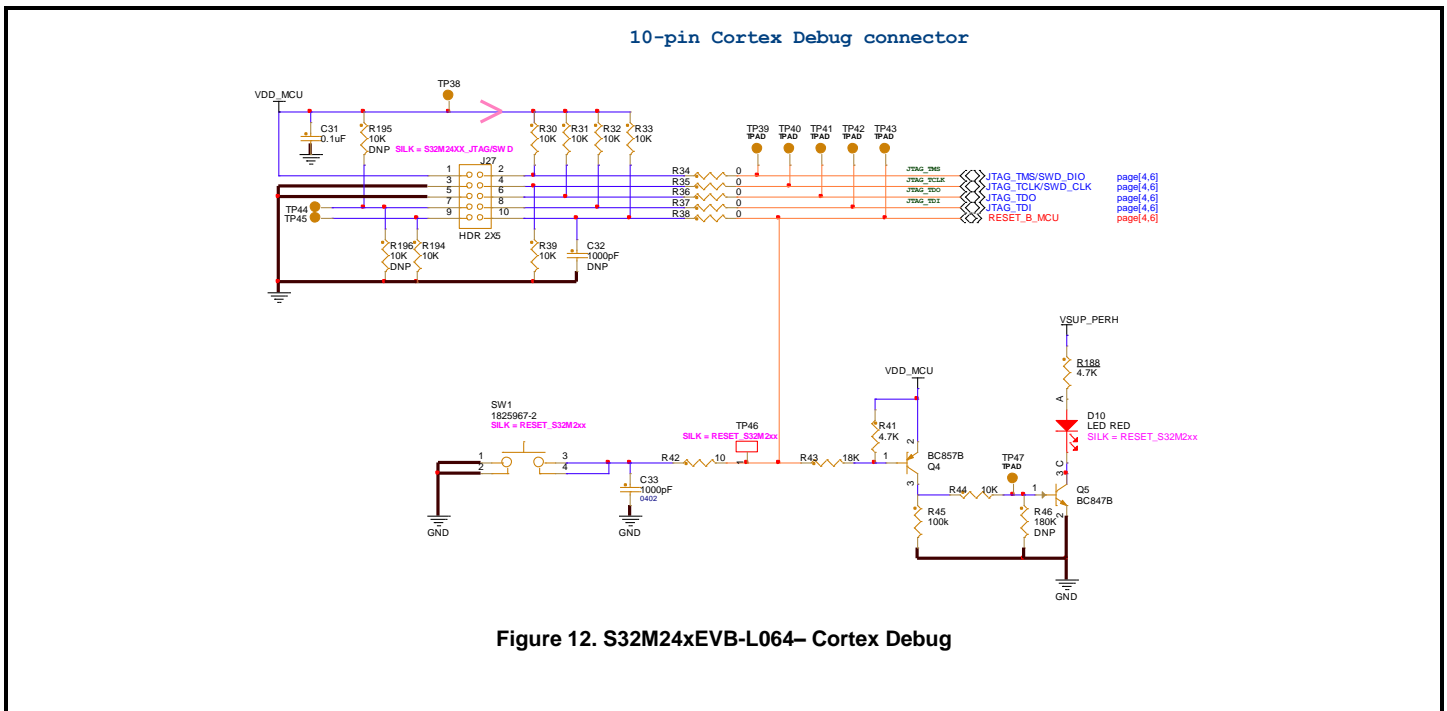 10-pin Cortex Debug connector
TP38
VDD_MCU
C31
0.1uF
R195
10K
DNP
SILK = S32M24XX_JTAG/SWD
R30
10K
R31
10K
R32
10K
R33
10K
TP39
TPAD
TP40
TPAD
TP41
TPAD
TP42
TPAD
TP43
TPAD
J27
1 2
3 4
5 6
7 8
9 10
HDR 2X5
TP44
TP45
R34 0
R35 0
R36 0
R37 0
R38 0
JTAG_TMS
JTAG_TCLK
JTAG_TDO
JTAG_TDI
JTAG_TMS/SWD_DIO page[4,6]
JTAG_TCLK/SWD_CLK page[4,6]
JTAG_TDO page[4,6]
JTAG_TDI page[4,6]
RESET_B_MCU page[4,6]
R196
10K
DNP
R194
10K
R39
10K
C32
1000pF
DNP
VSUP_PERH
R188
4.7K
A
D10
LED RED
SILK = RESET_S32M2xx
C
VDD_MCU
SW1
1825967-2
SILK = RESET_S32M2xx
1
2
3
4
GND
C33
1000pF
0402
GND
R42 10
TP46
SILK = RESET_S32M2xx
1
R43 18K
R41
4.7K
2
1
3
BC857B
Q4
R45
100k
R44 10K
TP47
TPAD
R46
180K
DNP
1
3
2
Q5
BC847B
GND
Figure 12. S32M24xEVB-L064– Cortex Debug